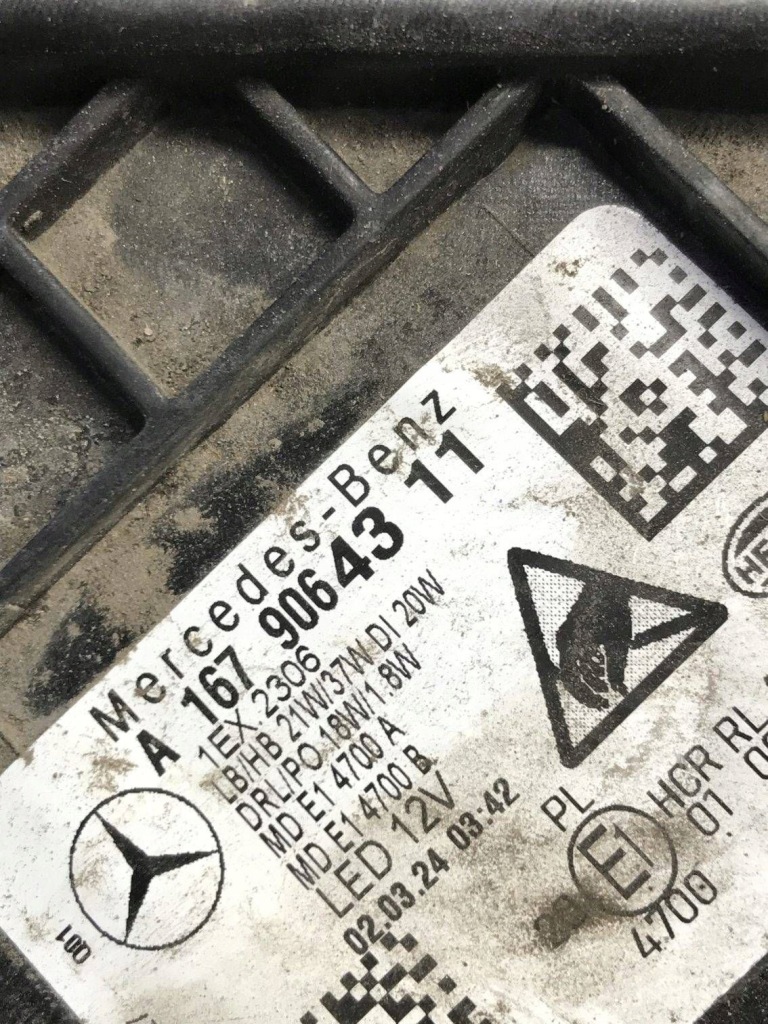 Mercedes-Benz
A 167 906 43 11
1EX 2306
LB/HB 21W/37W DI 20W
DRL/PO 18W/1.8W
MD E1 4700 A
MD E1 4700 B
LED 12V
02.03.24 03:42
Q01
PL
HCR RL
01
E1
4700